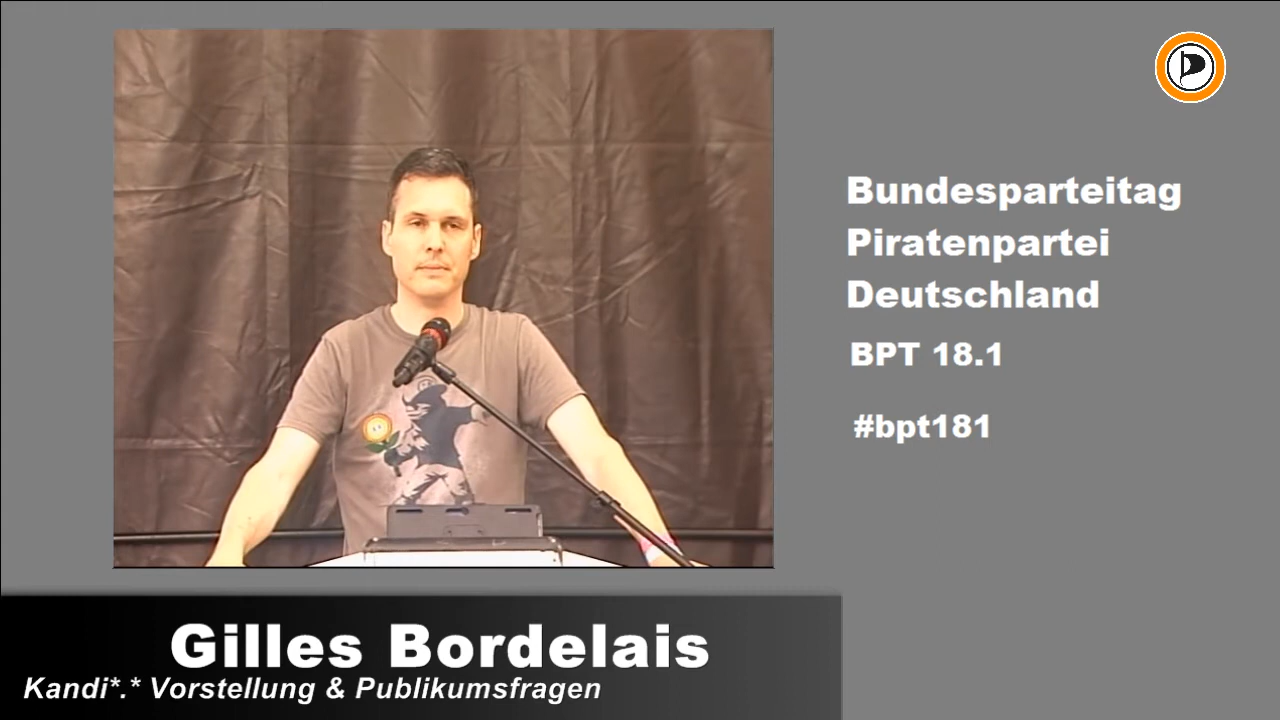 Bundesparteitag
Piratenpartei
Deutschland
BPT 18.1
#bpt181
Gilles Bordelais
Kandi*.* Vorstellung & Publikumsfragen